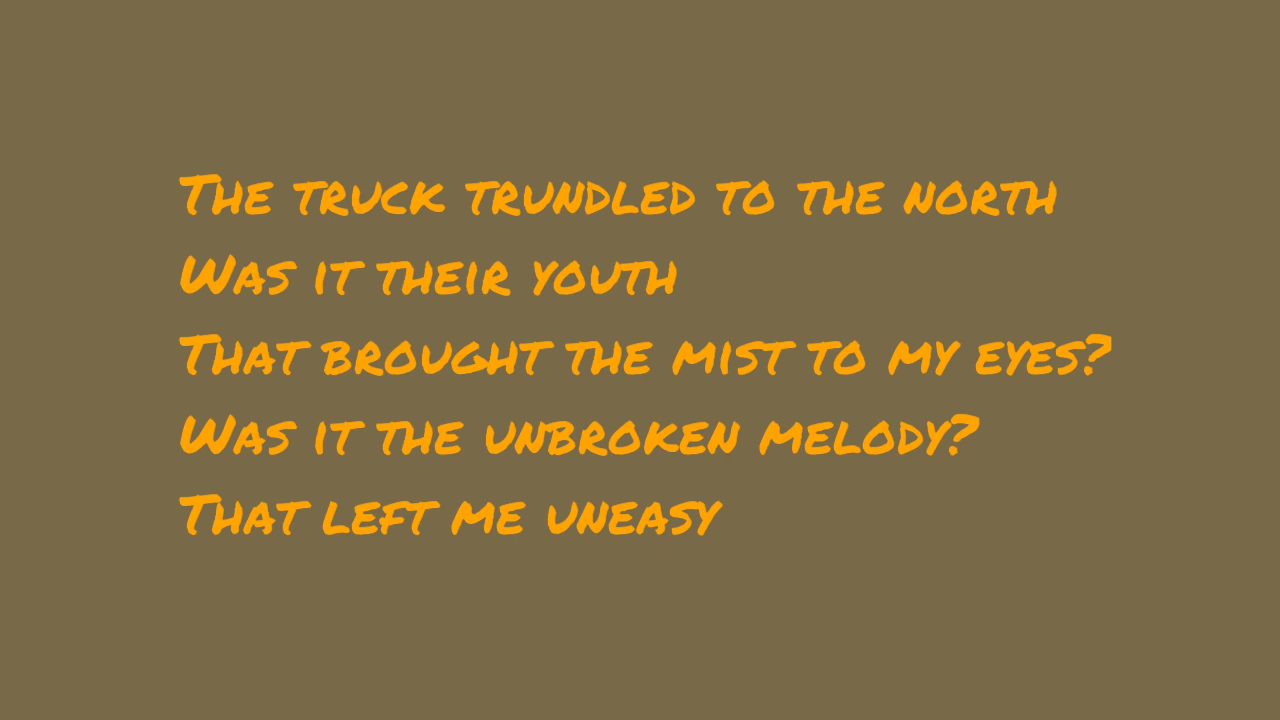 The truck trundled to the north
Was it their youth
That brought the mist to my eyes?
Was it the unbroken melody?
That left me uneasy